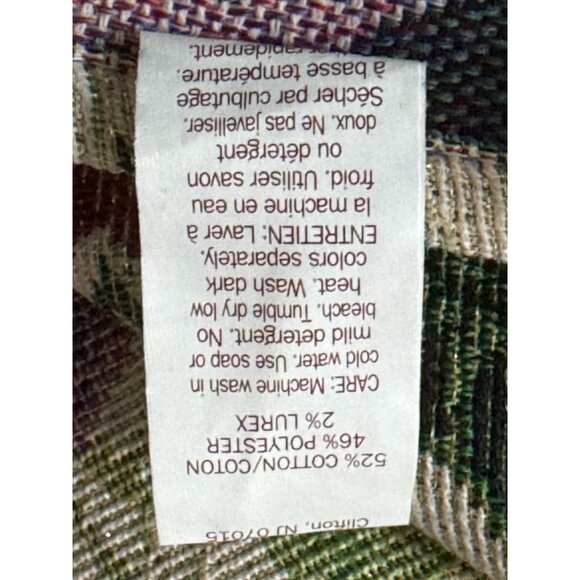 Clifton, NJ 07015
52% COTTON/COTON
46% POLYESTER
2% LUREX
CARE: Machine wash in
cold water. Use soap or
mild detergent. No
bleach. Tumble dry low
heat. Wash dark
colors separately.
ENTRETIEN: Laver à
la machine en eau
froid. Utiliser savon
ou détergent
doux. Ne pas javelliser.
Sécher par culbutage
à basse température.
rapidement.